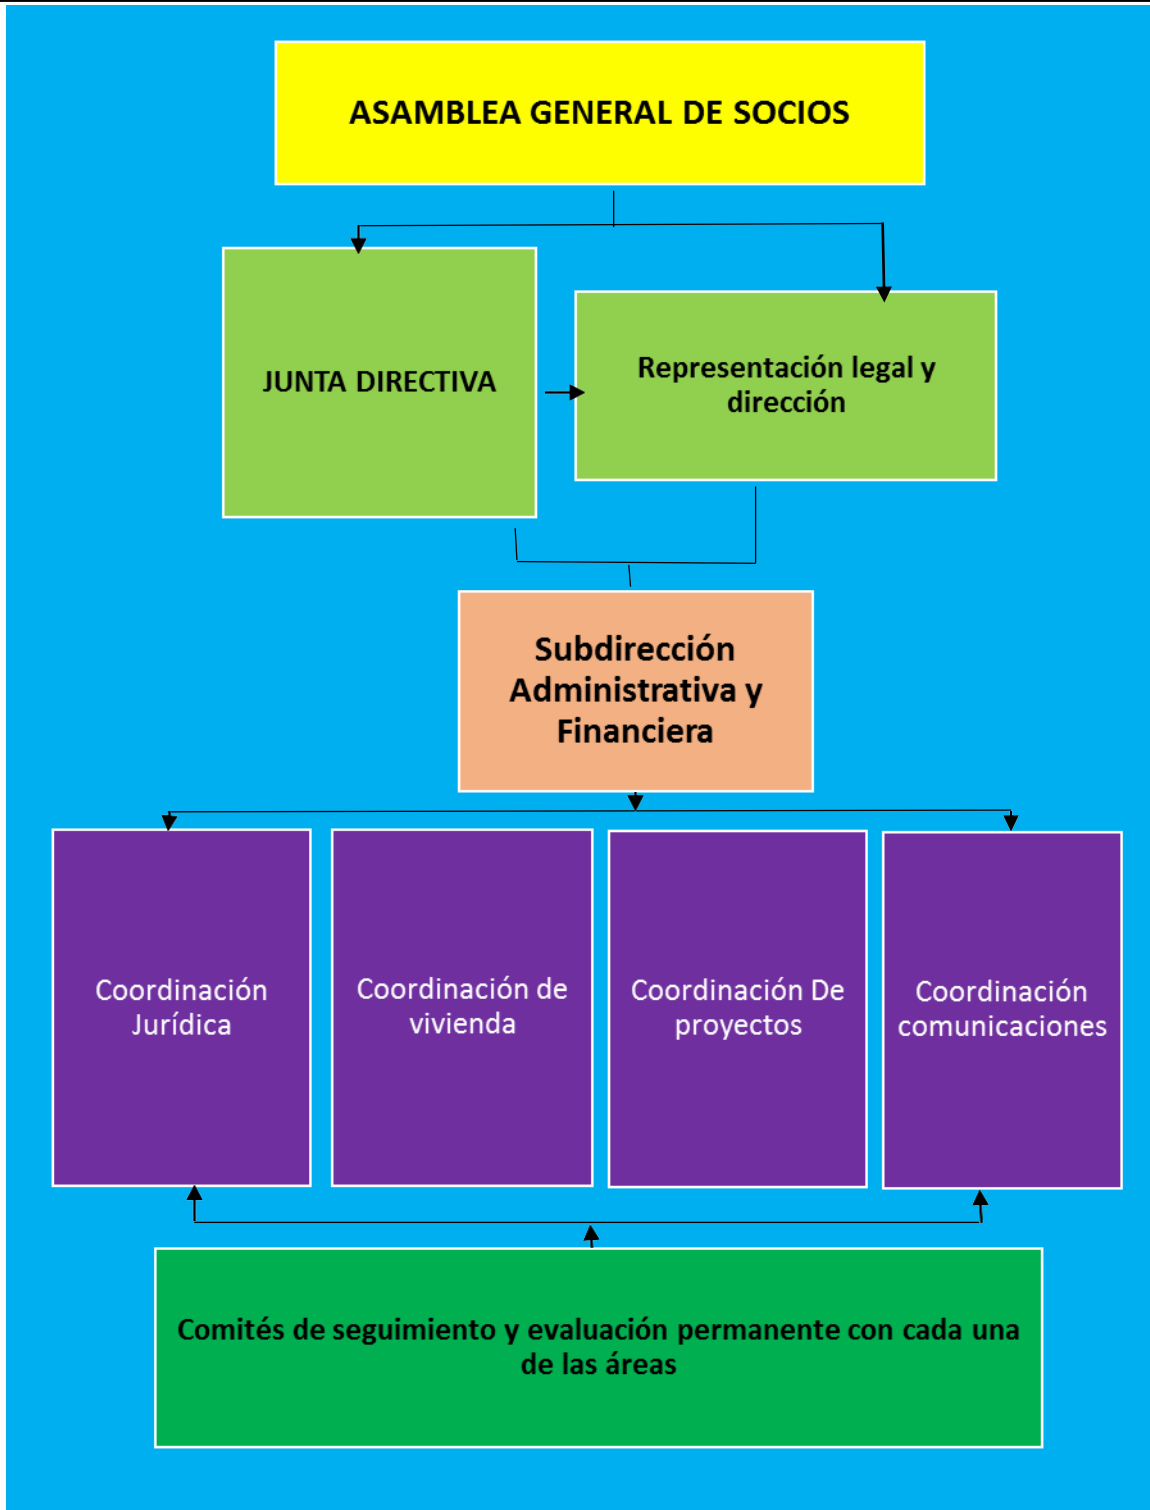 ASAMBLEA GENERAL DE SOCIOS
JUNTA DIRECTIVA
Representación legal y
dirección
Subdirección
Administrativa y
Financiera
Coordinación
Jurídica
Coordinación de
vivienda
Coordinación De
proyectos
Coordinación
comunicaciones
Comités de seguimiento y evaluación permanente con cada una
de las áreas